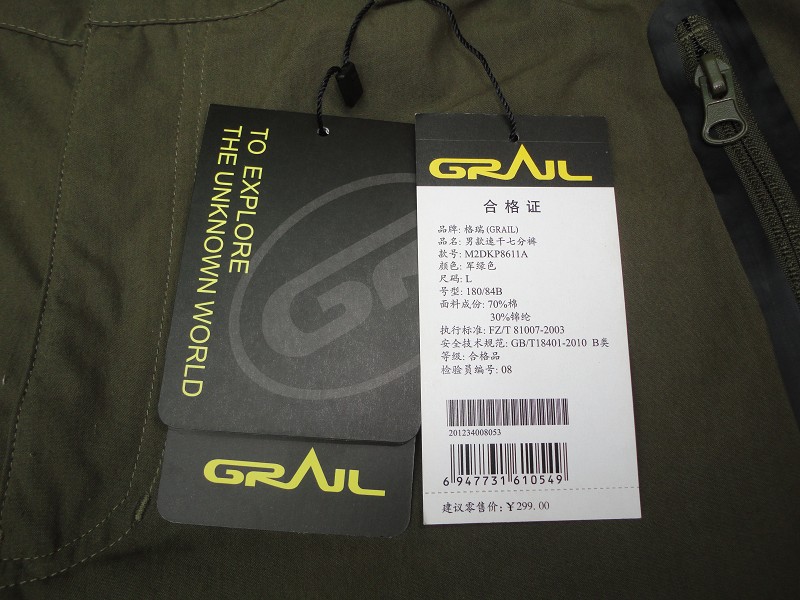 TO EXPLORE
THE UNKNOWN WORLD
GRAIL
GRAIL
合格证
品牌: 格瑞(GRAIL)
品名: 男款速干七分裤
款号: M2DKP8611A
颜色: 军绿色
尺码: L
号型: 180/84B
面料成份: 70%棉
30%锦纶
执行标准: FZ/T 81007-2003
安全技术规范: GB/T18401-2010 B类
等级: 合格品
检验员编号: 08
201234008053
6 947731 610549
建议零售价: ¥299.00